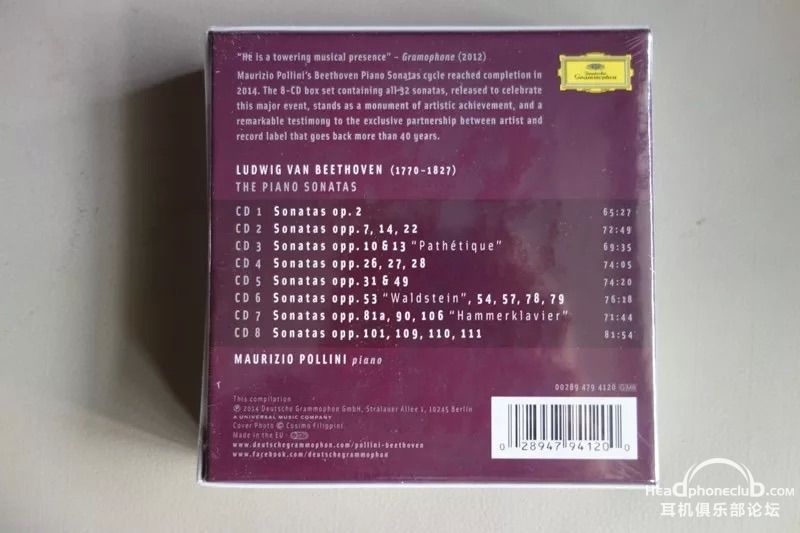 "He is a towering musical presence" – Gramophone (2012)
Deutsche
Grammophon
Maurizio Pollini's Beethoven Piano Sonatas cycle reached completion in
2014. The 8-CD box set containing all 32 sonatas, released to celebrate
this major event, stands as a monument of artistic achievement, and a
remarkable testimony to the exclusive partnership between artist and
record label that goes back more than 40 years.
LUDWIG VAN BEETHOVEN (1770–1827)
THE PIANO SONATAS
CD 1 Sonatas op. 2 65:27
CD 2 Sonatas opp. 7, 14, 22 72:49
CD 3 Sonatas opp. 10 & 13 "Pathétique" 69:35
CD 4 Sonatas opp. 26, 27, 28 74:05
CD 5 Sonatas opp. 31 & 49 74:20
CD 6 Sonatas opp. 53 "Waldstein", 54, 57, 78, 79 76:18
CD 7 Sonatas opp. 81a, 90, 106 "Hammerklavier" 71:44
CD 8 Sonatas opp. 101, 109, 110, 111 81:54
MAURIZIO POLLINI piano
00289 479 4120 GM8
This compilation
℗ 2014 Deutsche Grammophon GmbH, Stralauer Allee 1, 10245 Berlin
A UNIVERSAL MUSIC COMPANY
Cover Photo © Cosimo Filippini
Made in the EU
www.deutschegrammophon.com/pollini-beethoven
www.facebook.com/deutschegrammophon
0 28947 94120 0
Headphoneclub.com
耳机俱乐部论坛